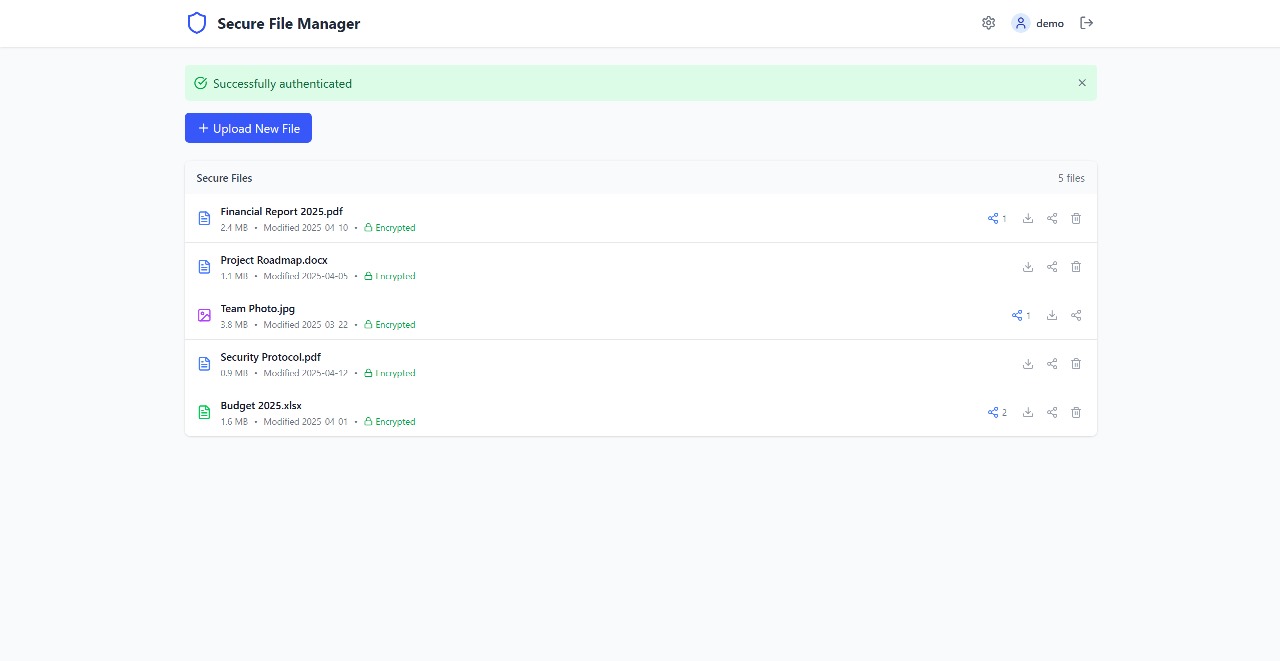 Secure File Manager
demo
Successfully authenticated
Upload New File
Secure Files
5 files
Financial Report 2025.pdf
2.4 MB • Modified 2025-04-10 • Encrypted
1
Project Roadmap.docx
1.1 MB • Modified 2025-04-05 • Encrypted
Team Photo.jpg
3.8 MB • Modified 2025-03-22 • Encrypted
1
Security Protocol.pdf
0.9 MB • Modified 2025-04-12 • Encrypted
Budget 2025.xlsx
1.6 MB • Modified 2025-04-01 • Encrypted
2